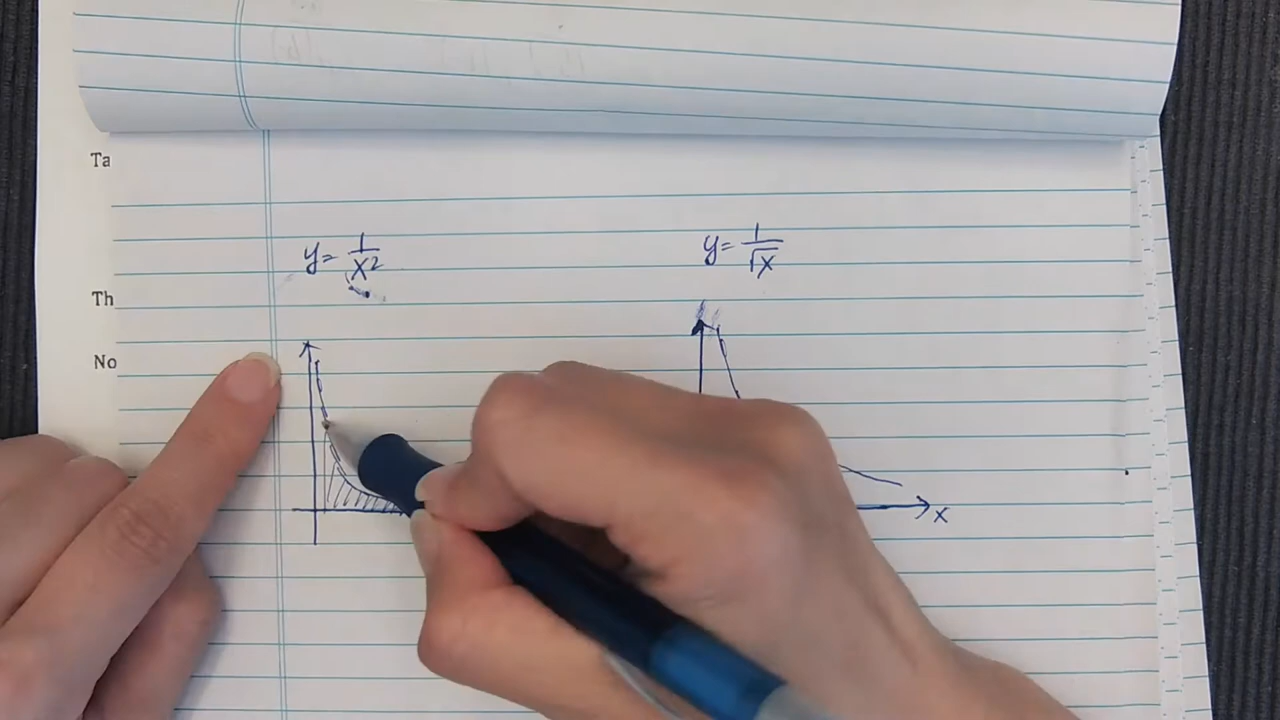 Ta
y = 1/x²
y = 1/√x
Th
No
x